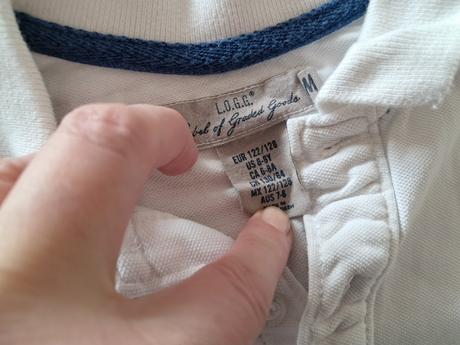 L.O.G.G.®
Label of Graded Goods
M
EUR 122/128
US 6-8Y
CA 6-8A
CN 130/64
MX 122/128
AUS 7-8